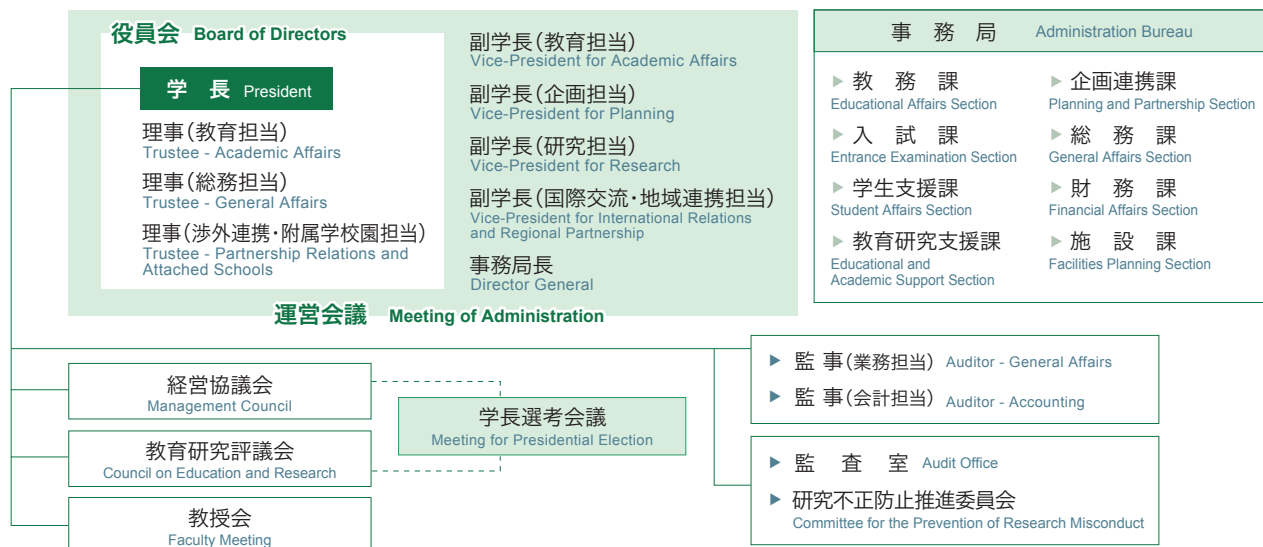 役員会 Board of Directors
学 長 President
理事(教育担当)
Trustee - Academic Affairs
理事(総務担当)
Trustee - General Affairs
理事(渉外連携・附属学校園担当)
Trustee - Partnership Relations and
Attached Schools
副学長(教育担当)
Vice-President for Academic Affairs
副学長(企画担当)
Vice-President for Planning
副学長(研究担当)
Vice-President for Research
副学長(国際交流・地域連携担当)
Vice-President for International Relations
and Regional Partnership
事務局長
Director General
運営会議 Meeting of Administration
事 務 局 Administration Bureau
▶ 教 務 課
Educational Affairs Section
▶ 入 試 課
Entrance Examination Section
▶ 学生支援課
Student Affairs Section
▶ 教育研究支援課
Educational and
Academic Support Section
▶ 企画連携課
Planning and Partnership Section
▶ 総 務 課
General Affairs Section
▶ 財 務 課
Financial Affairs Section
▶ 施 設 課
Facilities Planning Section
経営協議会
Management Council
教育研究評議会
Council on Education and Research
教授会
Faculty Meeting
学長選考会議
Meeting for Presidential Election
▶ 監 事(業務担当) Auditor - General Affairs
▶ 監 事(会計担当) Auditor - Accounting
▶ 監 査 室 Audit Office
▶ 研究不正防止推進委員会
Committee for the Prevention of Research Misconduct